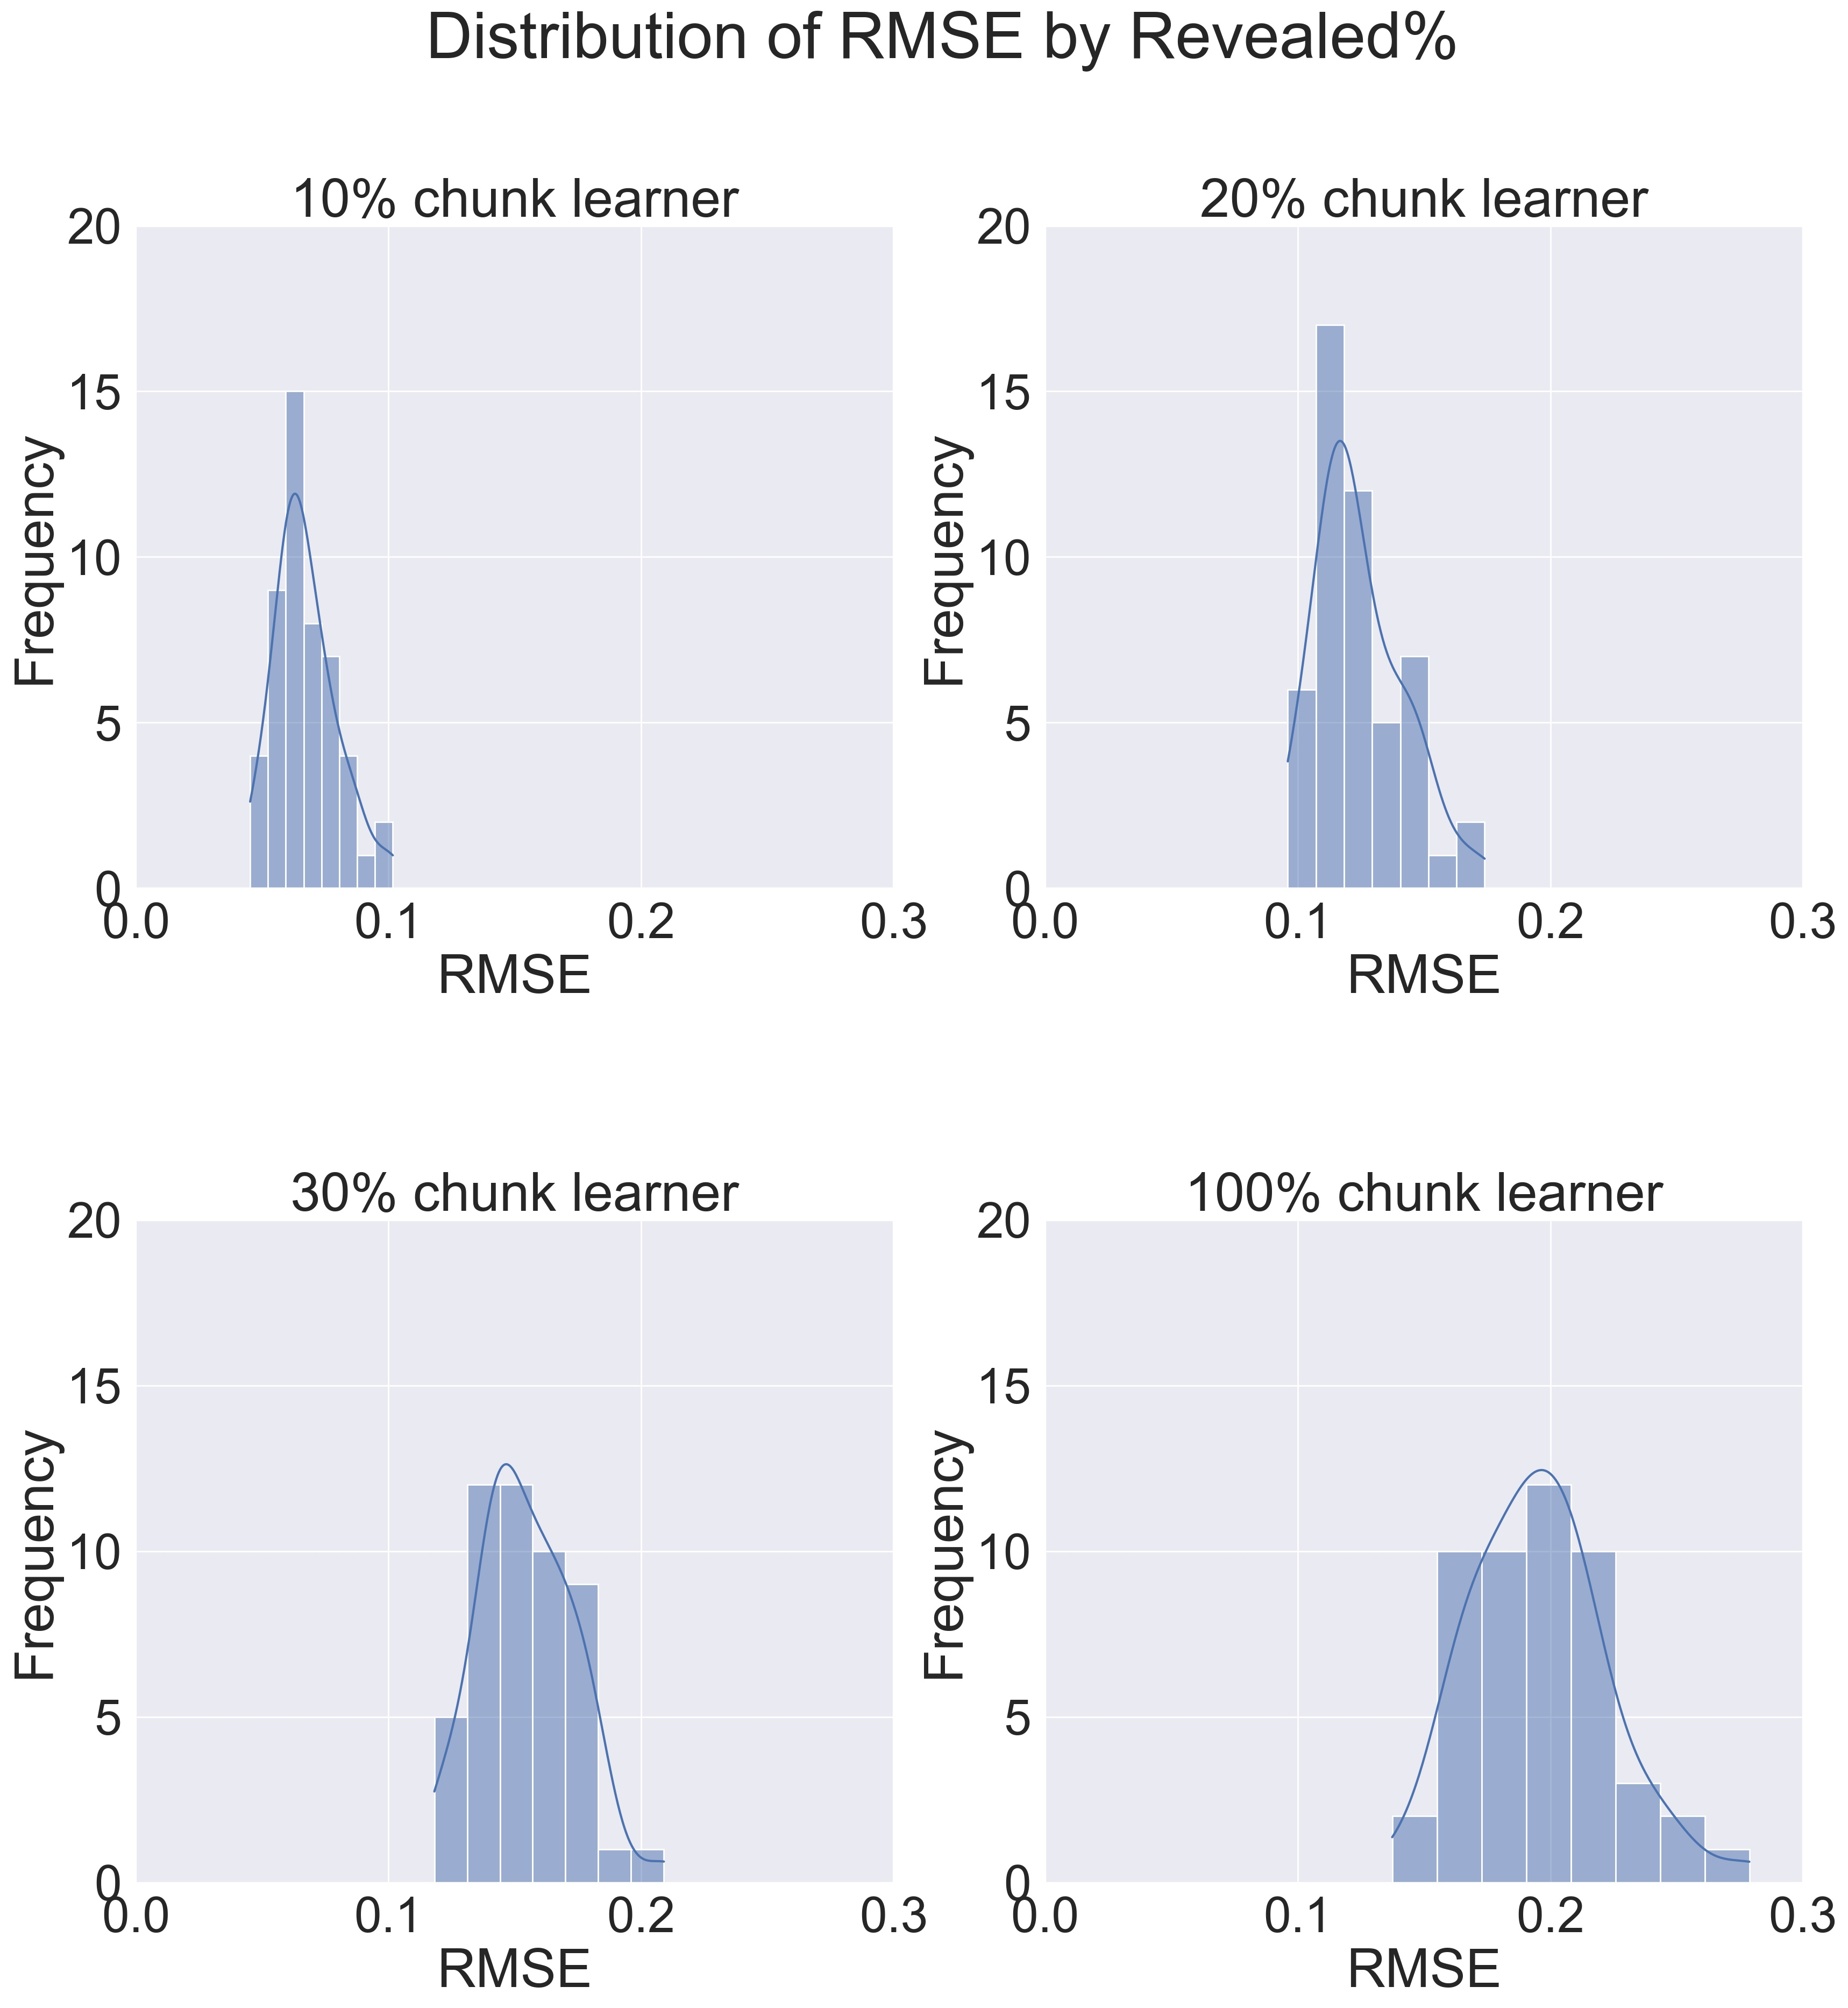 Distribution of RMSE by Revealed%
10% chunk learner
20
15
10
5
0
Frequency
0.0 0.1 0.2 0.3
RMSE
20% chunk learner
20
15
10
5
0
Frequency
0.0 0.1 0.2 0.3
RMSE
30% chunk learner
20
15
10
5
0
Frequency
0.0 0.1 0.2 0.3
RMSE
100% chunk learner
20
15
10
5
0
Frequency
0.0 0.1 0.2 0.3
RMSE